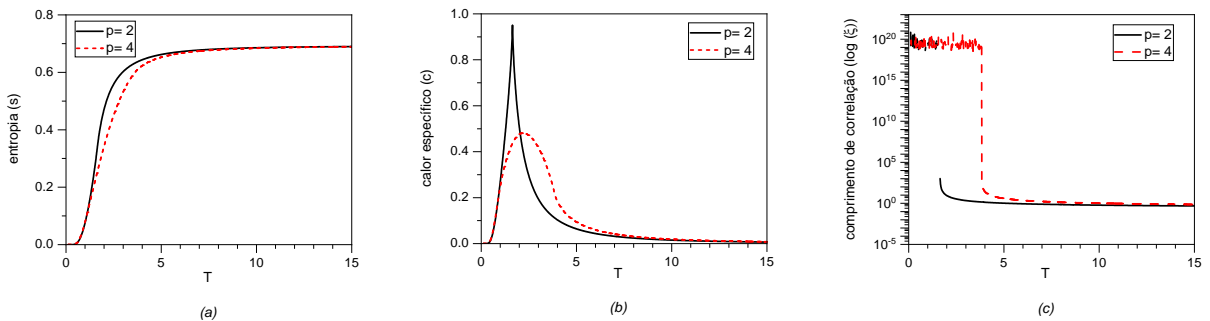 p= 2
p= 4
entropia (s)
0.8
0.6
0.4
0.2
0.0
0
5
10
15
T
(a)
p= 2
p= 4
calor específico (c)
1.0
0.8
0.6
0.4
0.2
0.0
0
5
10
15
T
(b)
p= 2
p= 4
comprimento de correlação (log (ξ))
10^20
10^15
10^10
10^5
10^0
10^-5
0
5
10
15
T
(c)